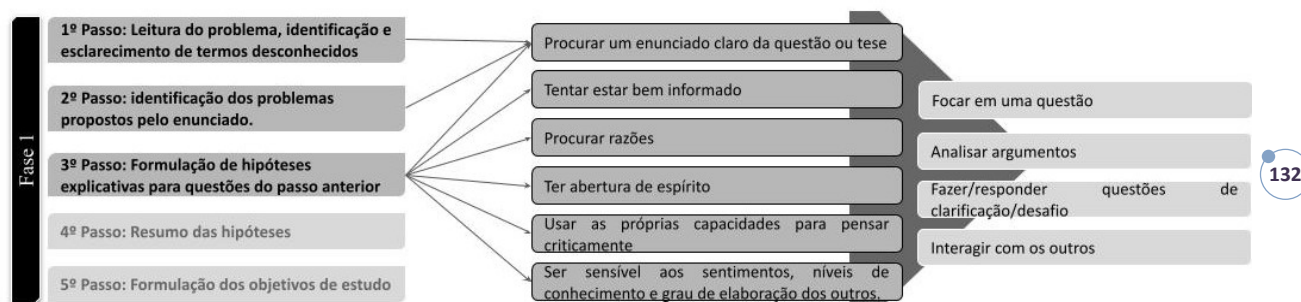 Fase 1
1º Passo: Leitura do problema, identificação e
esclarecimento de termos desconhecidos
2º Passo: identificação dos problemas
propostos pelo enunciado.
3º Passo: Formulação de hipóteses
explicativas para questões do passo anterior
4º Passo: Resumo das hipóteses
5º Passo: Formulação dos objetivos de estudo
Procurar um enunciado claro da questão ou tese
Tentar estar bem informado
Procurar razões
Ter abertura de espírito
Usar as próprias capacidades para pensar
criticamente
Ser sensível aos sentimentos, níveis de
conhecimento e grau de elaboração dos outros.
Focar em uma questão
Analisar argumentos
Fazer/responder questões de
clarificação/desafio
Interagir com os outros
132